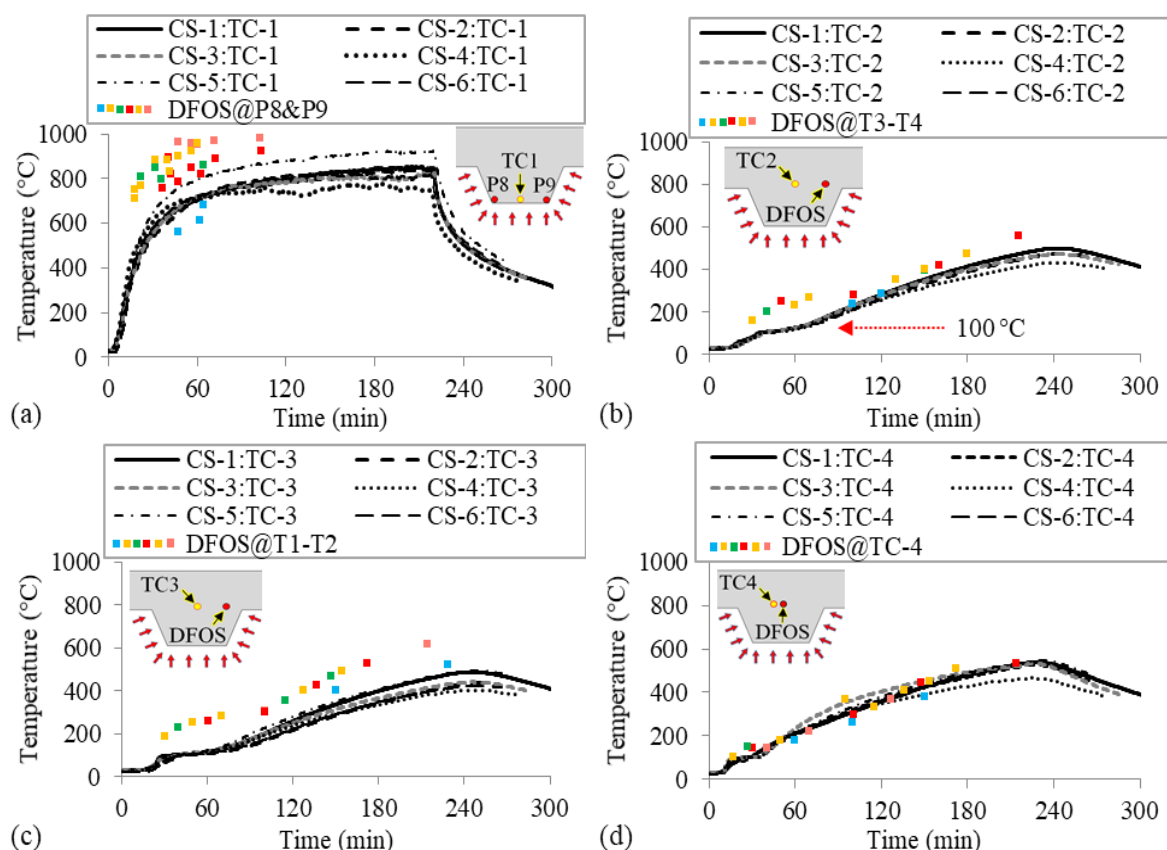 CS-1:TC-1 CS-2:TC-1
CS-3:TC-1 CS-4:TC-1
CS-5:TC-1 CS-6:TC-1
DFOS@P8&P9
Temperature (°C)
1000
800
600
400
200
0
TC1
P8 P9
0 60 120 180 240 300
Time (min)
(a)
CS-1:TC-2 CS-2:TC-2
CS-3:TC-2 CS-4:TC-2
CS-5:TC-2 CS-6:TC-2
DFOS@T3-T4
Temperature (°C)
1000
800
600
400
200
0
TC2
DFOS
100 °C
0 60 120 180 240 300
Time (min)
(b)
CS-1:TC-3 CS-2:TC-3
CS-3:TC-3 CS-4:TC-3
CS-5:TC-3 CS-6:TC-3
DFOS@T1-T2
Temperature (°C)
1000
800
600
400
200
0
TC3
DFOS
0 60 120 180 240 300
Time (min)
(c)
CS-1:TC-4 CS-2:TC-4
CS-3:TC-4 CS-4:TC-4
CS-5:TC-4 CS-6:TC-4
DFOS@TC-4
Temperature (°C)
1000
800
600
400
200
0
TC4
DFOS
0 60 120 180 240 300
Time (min)
(d)